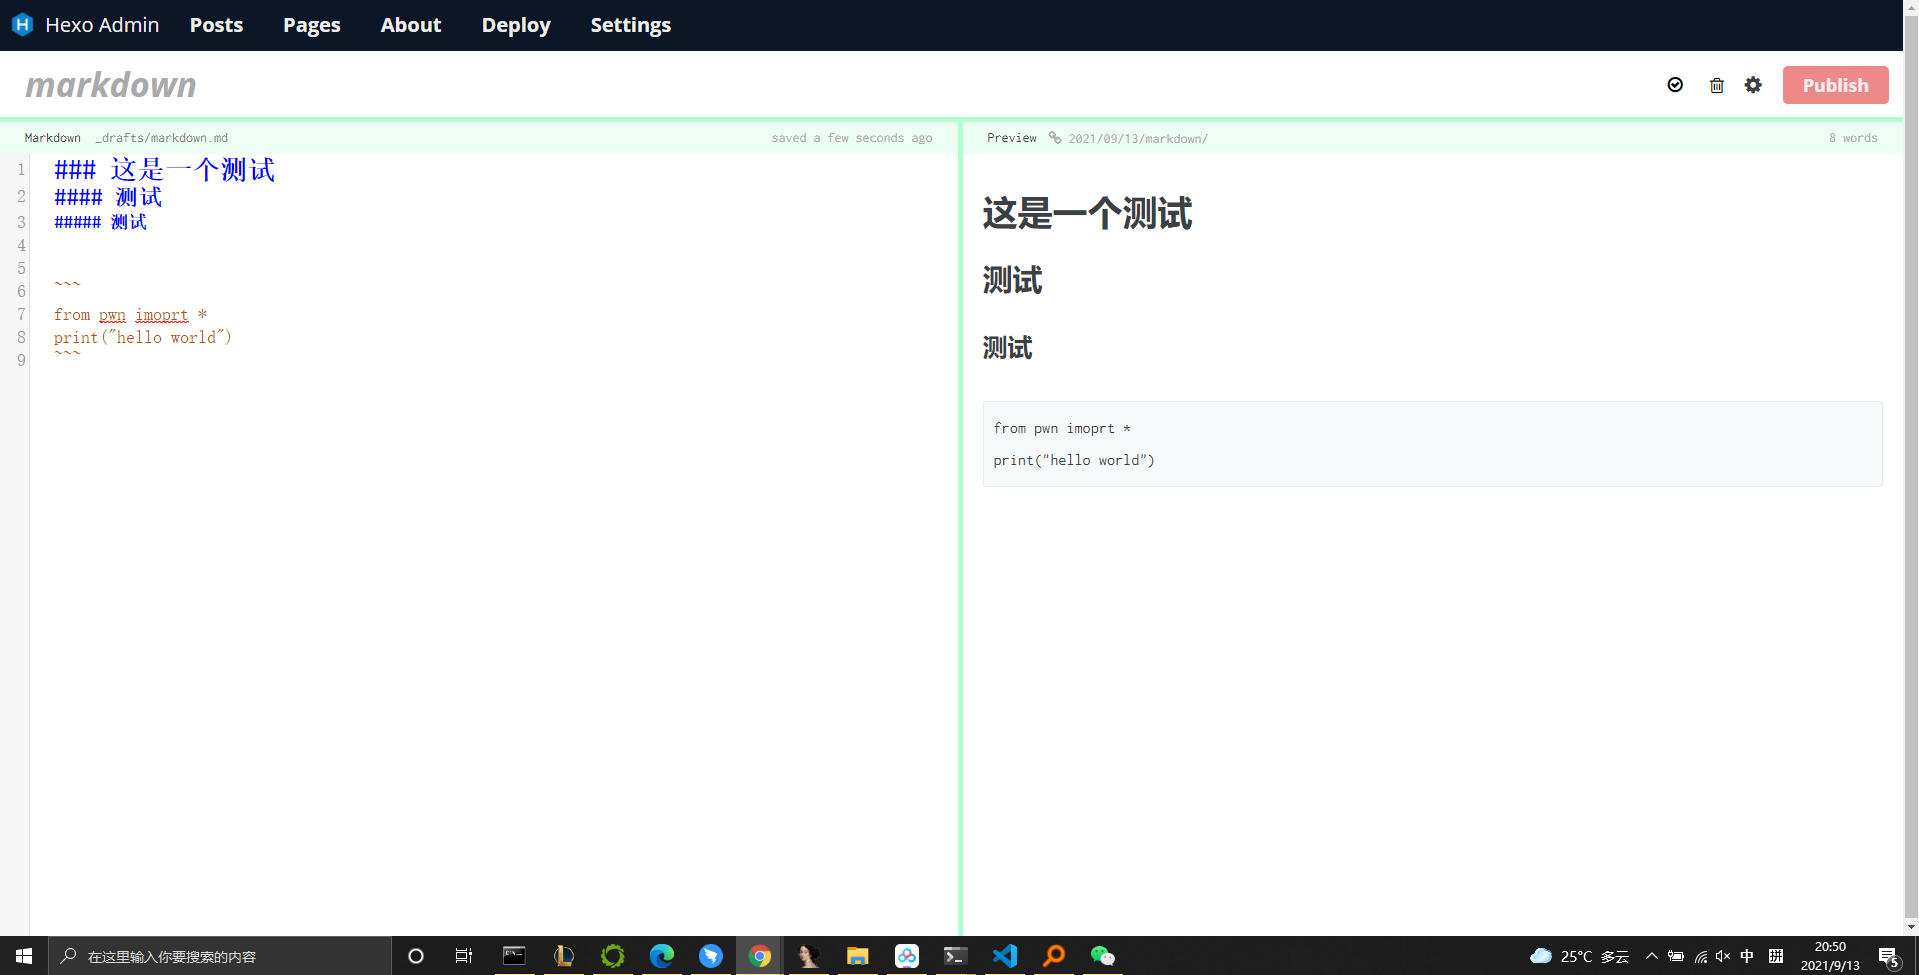 Hexo Admin Posts Pages About Deploy Settings
markdown
Publish
Markdown _drafts/markdown.md saved a few seconds ago
Preview 2021/09/13/markdown/ 8 words
1 ### 这是一个测试
2 #### 测试
3 ##### 测试
4
5
6 ~~~
7 from pwn imoprt *
8 print("hello world")
9 ~~~
这是一个测试
测试
测试
from pwn imoprt *
print("hello world")
在这里输入你要搜索的内容
25°C 多云
中
拼
20:50
2021/9/13
5